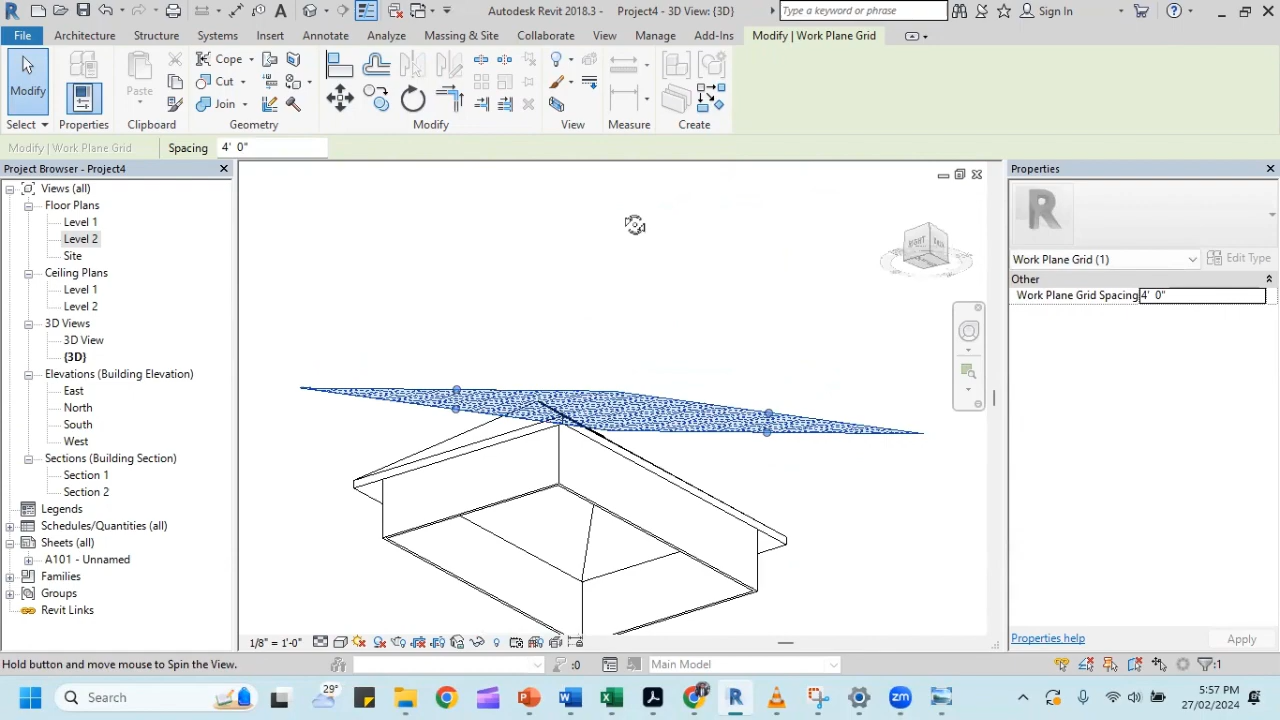 Autodesk Revit 2018.3 - Project4 - 3D View: {3D}
Type a keyword or phrase
Sign In
File Architecture Structure Systems Insert Annotate Analyze Massing & Site Collaborate View Manage Add-Ins Modify | Work Plane Grid
Modify
Paste
Cope
Cut
Join
Select Properties Clipboard Geometry Modify View Measure Create
Modify | Work Plane Grid Spacing 4' 0"
Project Browser - Project4
Views (all)
Floor Plans
Level 1
Level 2
Site
Ceiling Plans
Level 1
Level 2
3D Views
3D View
{3D}
Elevations (Building Elevation)
East
North
South
West
Sections (Building Section)
Section 1
Section 2
Legends
Schedules/Quantities (all)
Sheets (all)
A101 - Unnamed
Families
Groups
Revit Links
RIGHT BACK
Properties
Work Plane Grid (1) Edit Type
Other
Work Plane Grid Spacing 4' 0"
Properties help Apply
1/8" = 1'-0"
Hold button and move mouse to Spin the View.
:0
Main Model
:1
Search
29°
zm
5:57 PM
27/02/2024